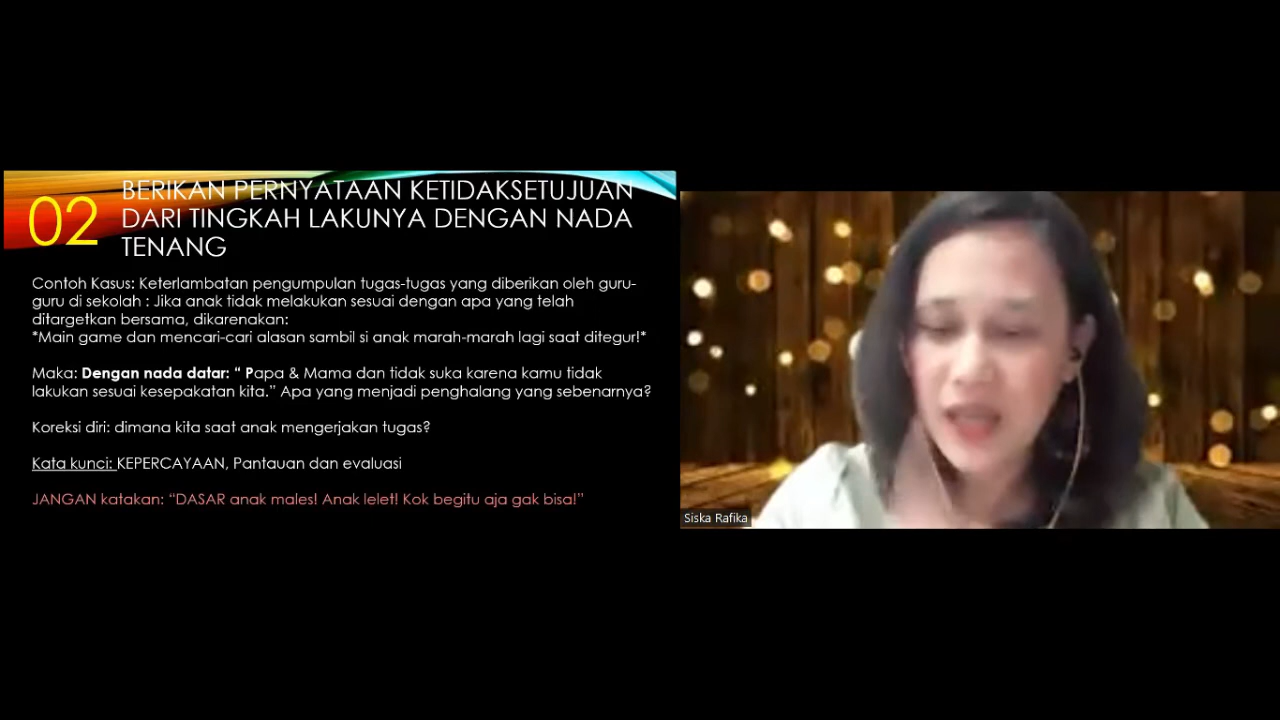 02
BERIKAN PERNYATAAN KETIDAKSETUJUAN
DARI TINGKAH LAKUNYA DENGAN NADA
TENANG
Contoh Kasus: Keterlambatan pengumpulan tugas-tugas yang diberikan oleh guru-
guru di sekolah : Jika anak tidak melakukan sesuai dengan apa yang telah
ditargetkan bersama, dikarenakan:
*Main game dan mencari-cari alasan sambil si anak marah-marah lagi saat ditegur!*
Maka: Dengan nada datar: “ Papa & Mama dan tidak suka karena kamu tidak
lakukan sesuai kesepakatan kita.” Apa yang menjadi penghalang yang sebenarnya?
Koreksi diri: dimana kita saat anak mengerjakan tugas?
Kata kunci: KEPERCAYAAN, Pantauan dan evaluasi
JANGAN katakan: “DASAR anak males! Anak lelet! Kok begitu aja gak bisa!”
Siska Rafika